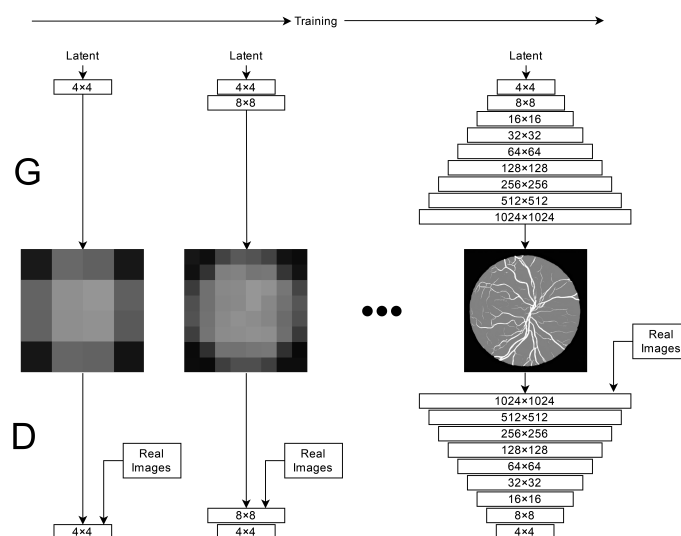 Training
Latent
Latent
Latent
4×4
4×4
8×8
4×4
8×8
16×16
32×32
64×64
128×128
256×256
512×512
1024×1024
G
Real
Images
D
Real
Images
4×4
Real
Images
8×8
4×4
1024×1024
512×512
256×256
128×128
64×64
32×32
16×16
8×8
4×4